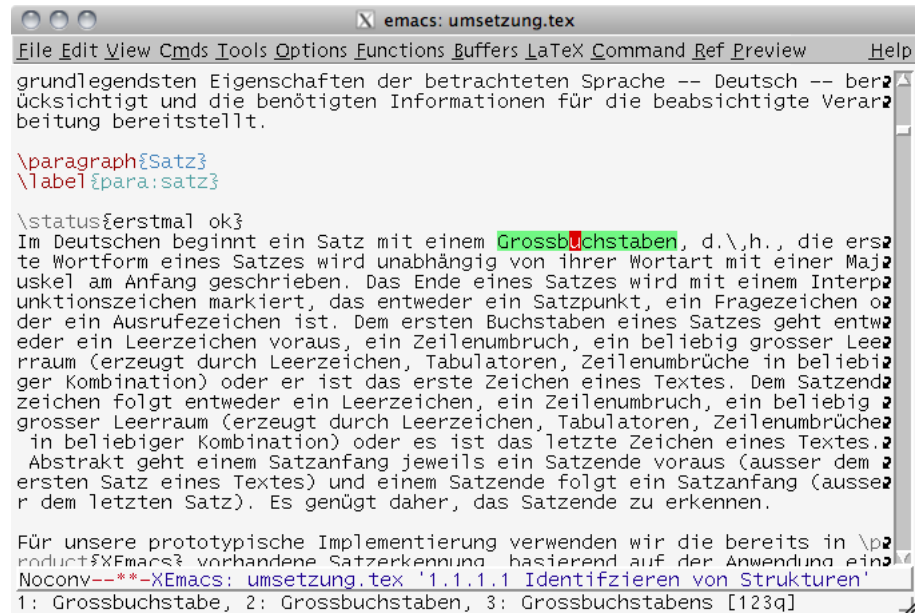 emacs: umsetzung.tex
File Edit View Cmds Tools Options Functions Buffers LaTeX Command Ref Preview Help
grundlegendsten Eigenschaften der betrachteten Sprache -- Deutsch -- ber
ücksichtigt und die benötigten Informationen für die beabsichtigte Verar
beitung bereitstellt.
\paragraph{Satz}
\label{para:satz}
\status{erstmal ok}
Im Deutschen beginnt ein Satz mit einem Grossbuchstaben, d.\,h., die ers
te Wortform eines Satzes wird unabhängig von ihrer Wortart mit einer Maj
uskel am Anfang geschrieben. Das Ende eines Satzes wird mit einem Interp
unktionszeichen markiert, das entweder ein Satzpunkt, ein Fragezeichen o
der ein Ausrufezeichen ist. Dem ersten Buchstaben eines Satzes geht entw
eder ein Leerzeichen voraus, ein Zeilenumbruch, ein beliebig grosser Lee
rraum (erzeugt durch Leerzeichen, Tabulatoren, Zeilenumbrüche in beliebi
ger Kombination) oder er ist das erste Zeichen eines Textes. Dem Satzend
zeichen folgt entweder ein Leerzeichen, ein Zeilenumbruch, ein beliebig
grosser Leerraum (erzeugt durch Leerzeichen, Tabulatoren, Zeilenumbrüche
in beliebiger Kombination) oder es ist das letzte Zeichen eines Textes.
Abstrakt geht einem Satzanfang jeweils ein Satzende voraus (ausser dem
ersten Satz eines Textes) und einem Satzende folgt ein Satzanfang (ausse
r dem letzten Satz). Es genügt daher, das Satzende zu erkennen.
Für unsere prototypische Implementierung verwenden wir die bereits in \p
roduct{XEmacs} vorhandene Satzerkennung, basierend auf der Anwendung ein
Noconv--**-XEmacs: umsetzung.tex '1.1.1.1 Identifzieren von Strukturen'
1: Grossbuchstabe, 2: Grossbuchstaben, 3: Grossbuchstabens [123q]